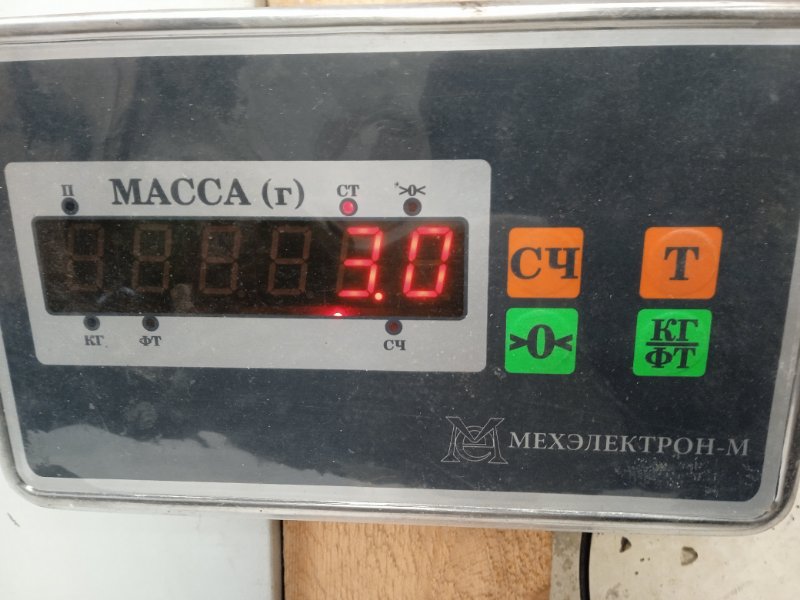 П МАССА (г) СТ >0<
3.0
КГ ФТ СЧ
СЧ Т
>0< КГ/ФТ
МЕХЭЛЕКТРОН-М